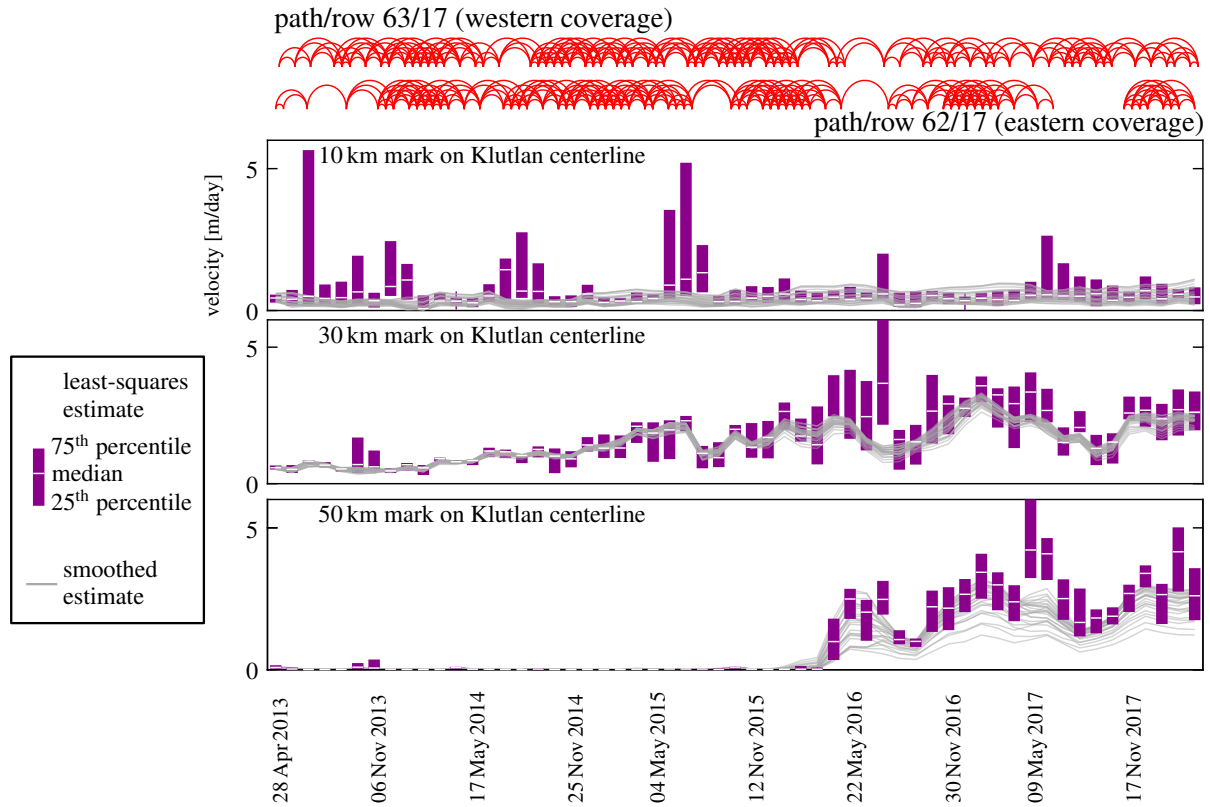 path/row 63/17 (western coverage)
path/row 62/17 (eastern coverage)
10 km mark on Klutlan centerline
5
velocity [m/day]
0
30 km mark on Klutlan centerline
5
0
least-squares
estimate
75th percentile
median
25th percentile
smoothed
estimate
50 km mark on Klutlan centerline
5
0
28 Apr 2013
06 Nov 2013
17 May 2014
25 Nov 2014
04 May 2015
12 Nov 2015
22 May 2016
30 Nov 2016
09 May 2017
17 Nov 2017